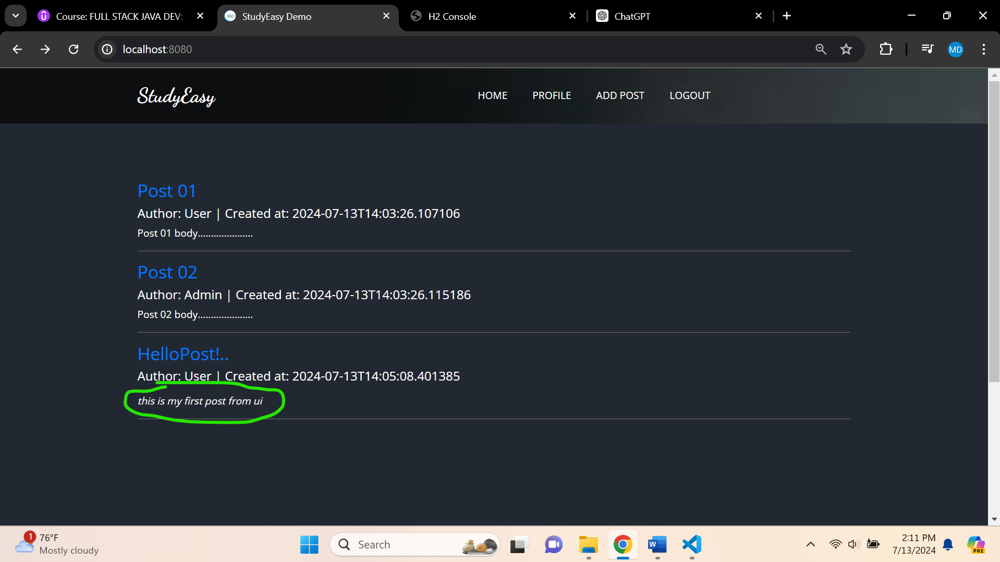 Course: FULL STACK JAVA DEV:
StudyEasy Demo
H2 Console
ChatGPT
localhost:8080
MD
StudyEasy
HOME
PROFILE
ADD POST
LOGOUT
Post 01
Author: User | Created at: 2024-07-13T14:03:26.107106
Post 01 body.....................
Post 02
Author: Admin | Created at: 2024-07-13T14:03:26.115186
Post 02 body.....................
HelloPost!..
Author: User | Created at: 2024-07-13T14:05:08.401385
this is my first post from ui
1
76°F
Mostly cloudy
Search
W
2:11 PM
7/13/2024
PRE